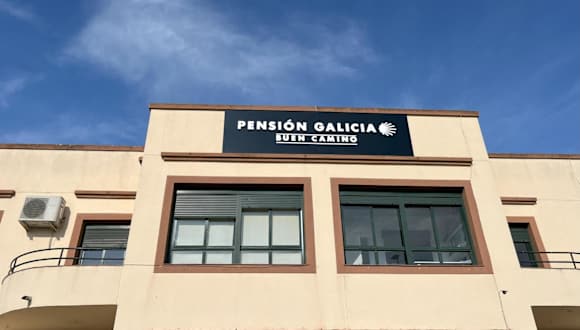 PENSIÓN GALICIA
BUEN CAMINO